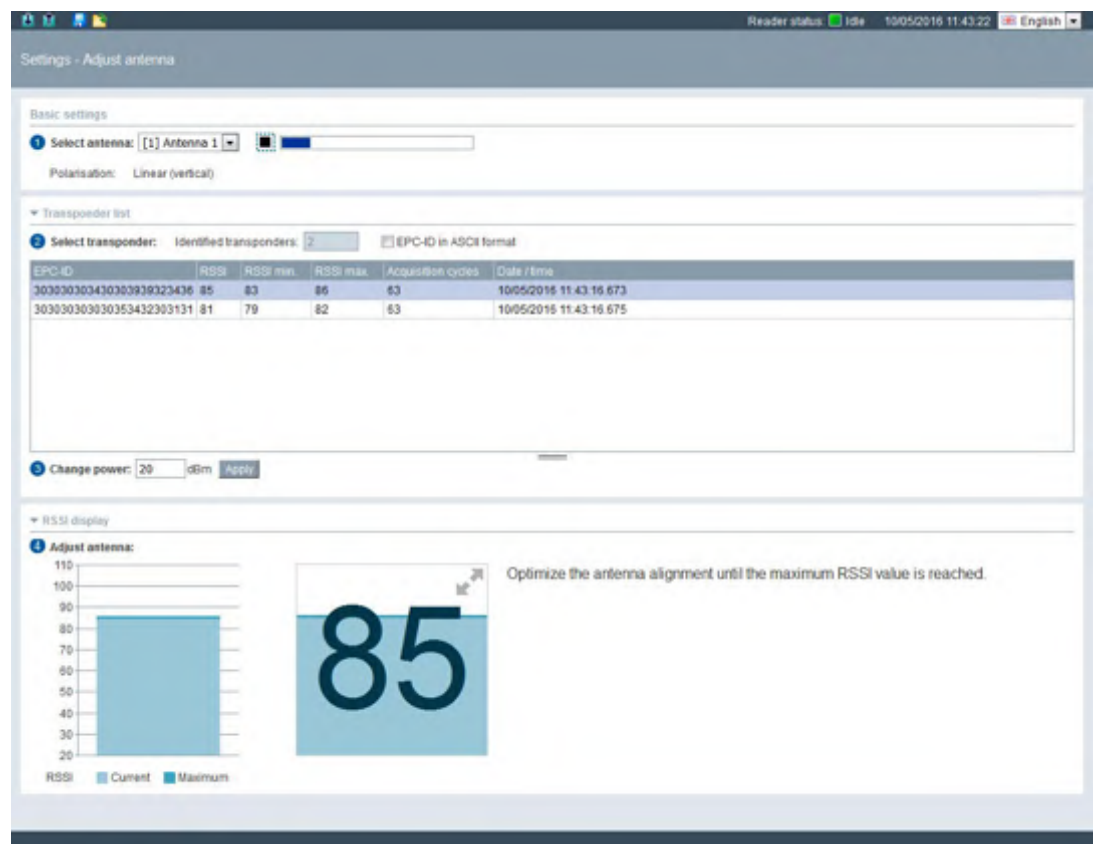 Reader status: Idle 10/05/2016 11:43:22 English
Settings - Adjust antenna
Basic settings
1 Select antenna: [1] Antenna 1
Polarisation: Linear (vertical)
Transponder list
2 Select transponder: Identified transponders: 2 EPC-ID in ASCII format
EPC-ID RSSI RSSI min. RSSI max. Acquisition cycles Date / time
303030303430303939323436 85 83 86 63 10/05/2016 11:43:16.673
303030303030353432303131 81 79 82 63 10/05/2016 11:43:16.675
3 Change power: 20 dBm Apply
RSSI display
4 Adjust antenna:
110
100
90
80
70
60
50
40
30
20
RSSI Current Maximum
85
Optimize the antenna alignment until the maximum RSSI value is reached.